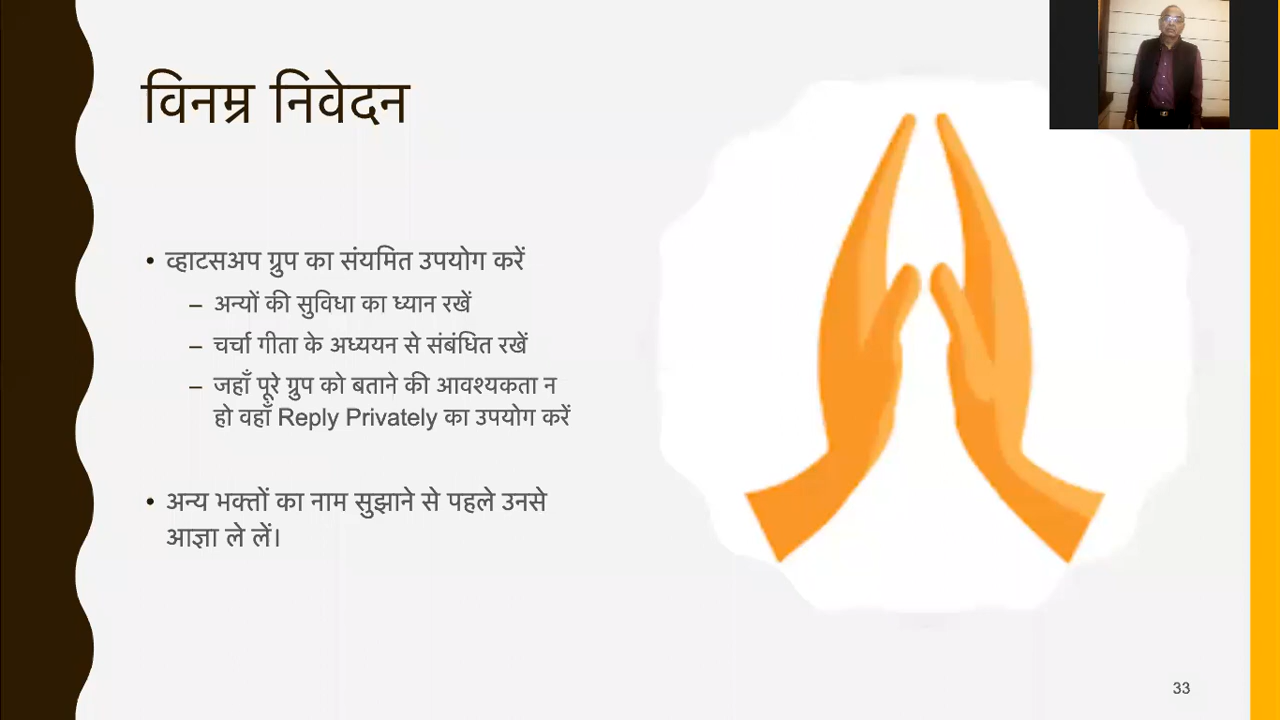 विनम्र निवेदन
• व्हाटसअप ग्रुप का संयमित उपयोग करें
– अन्यों की सुविधा का ध्यान रखें
– चर्चा गीता के अध्ययन से संबंधित रखें
– जहाँ पूरे ग्रुप को बताने की आवश्यकता न
हो वहाँ Reply Privately का उपयोग करें
• अन्य भक्तों का नाम सुझाने से पहले उनसे
आज्ञा ले लें।
33